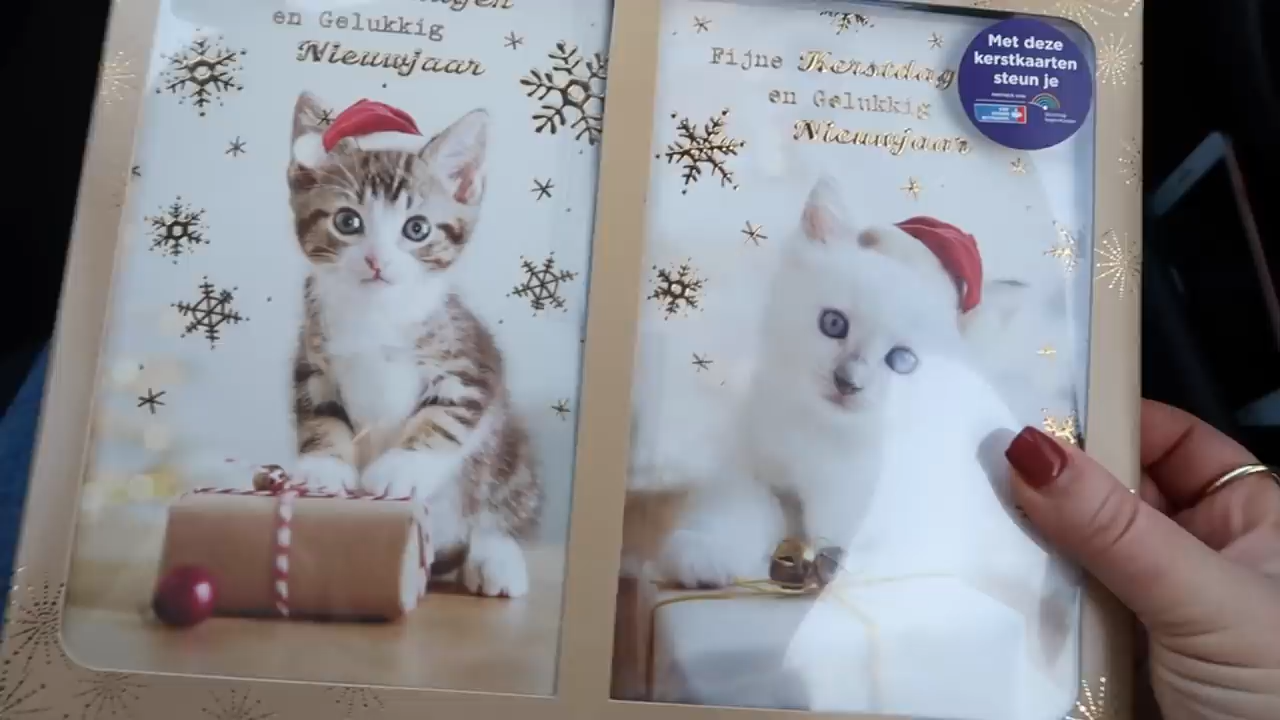 en Gelukkig
Nieuwjaar
Fijne Kerstdag
en Gelukkig
Nieuwjaar
Met deze
kerstkaarten
steun je